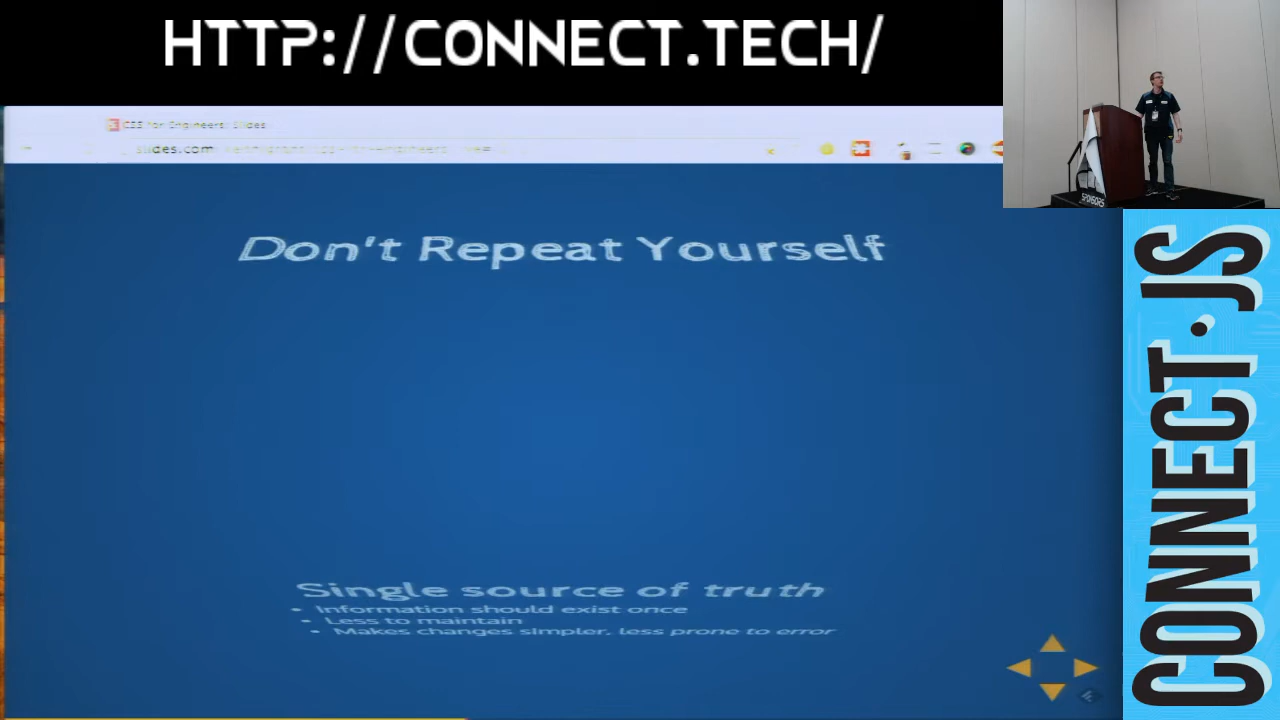 HTTP://CONNECT.TECH/
CSS for Engineers: Slides
slides.com
Don't Repeat Yourself
Single source of truth
• Information should exist once
• Less to maintain
• Makes changes simpler, less prone to error
SPONSORS
CONNECT.JS